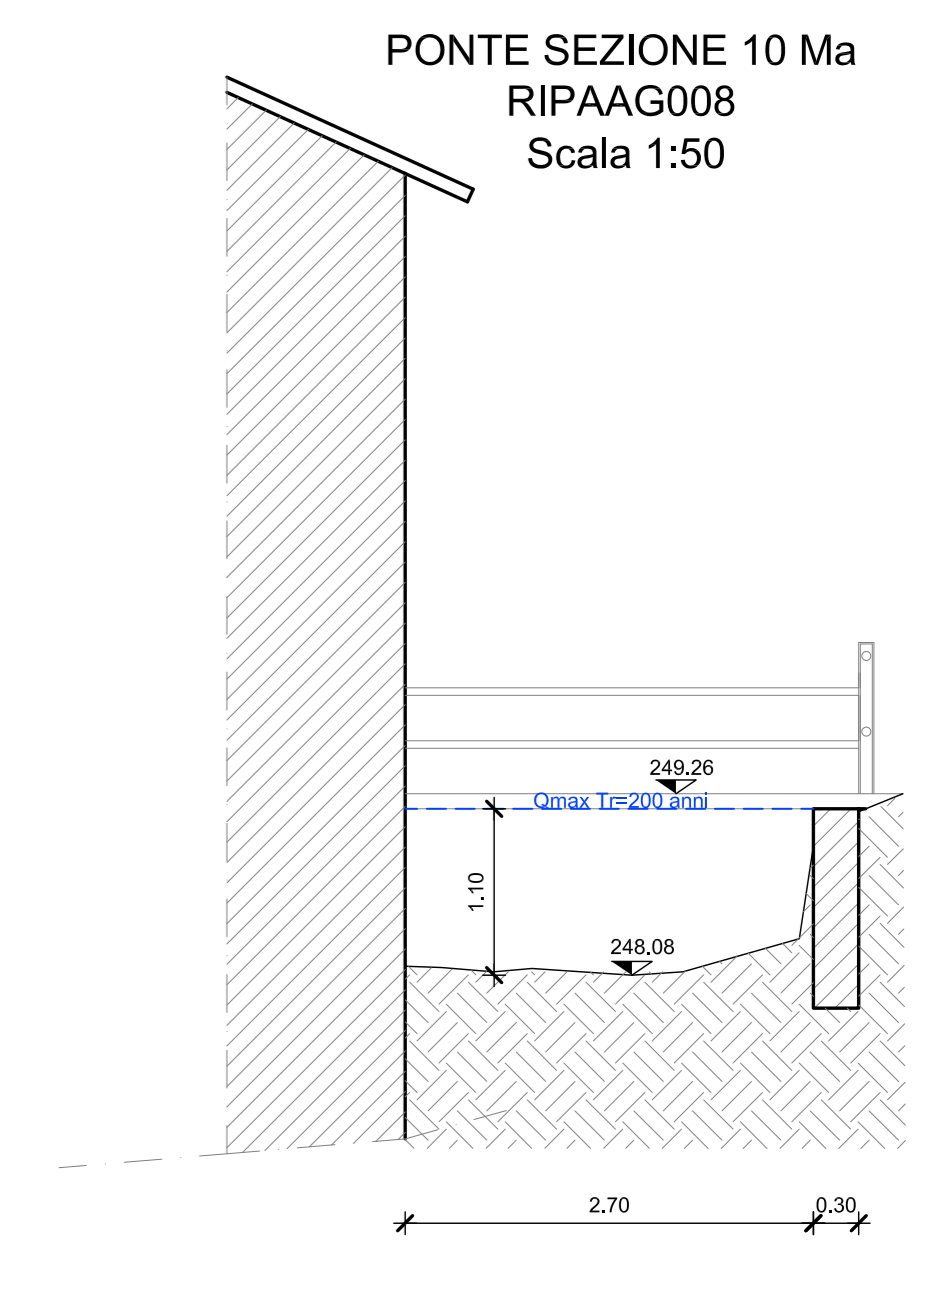 PONTE SEZIONE 10 Ma
RIPAAG008
Scala 1:50
249.26
Qmax Tr=200 anni
1.10
248.08
2.70
0.30